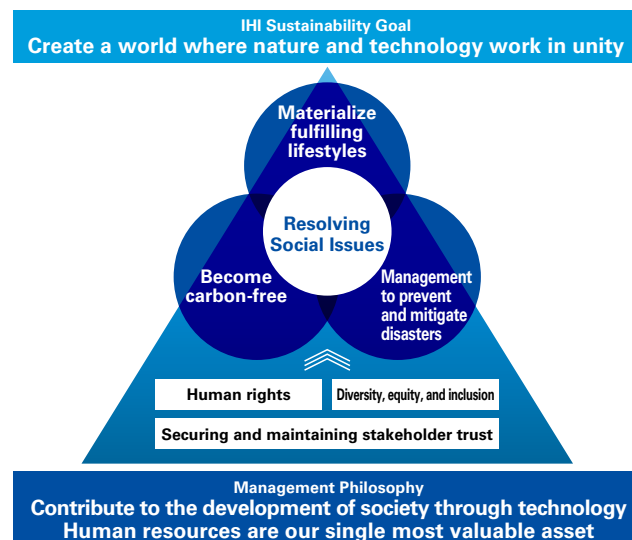 IHI Sustainability Goal
Create a world where nature and technology work in unity
Materialize
fulfilling
lifestyles
Resolving
Social Issues
Become
carbon-free
Management
to prevent
and mitigate
disasters
Human rights
Diversity, equity, and inclusion
Securing and maintaining stakeholder trust
Management Philosophy
Contribute to the development of society through technology
Human resources are our single most valuable asset